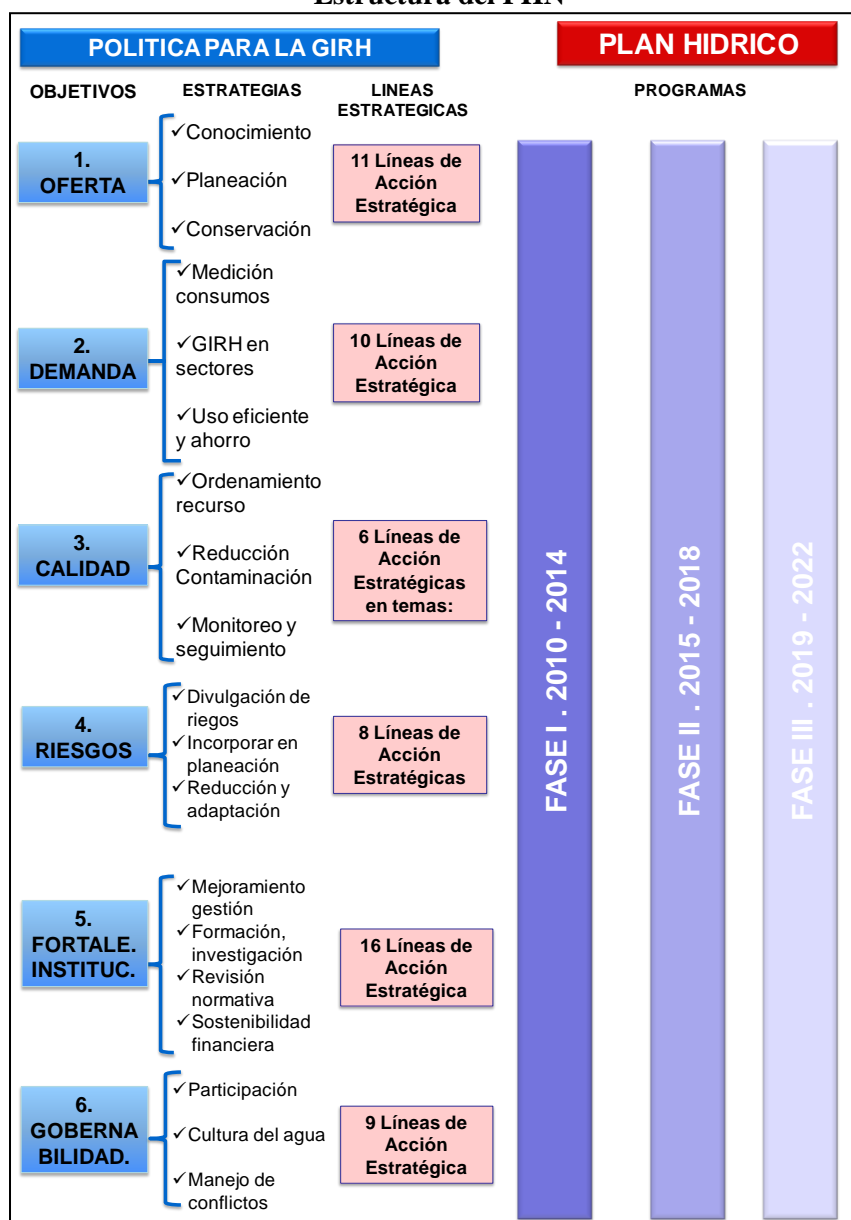 Estructura del PHN
POLITICA PARA LA GIRH
PLAN HIDRICO
OBJETIVOS
ESTRATEGIAS
LINEAS
ESTRATEGICAS
PROGRAMAS
1.
OFERTA
✓Conocimiento
✓Planeación
✓Conservación
11 Líneas de
Acción
Estratégica
2.
DEMANDA
✓Medición
consumos
✓GIRH en
sectores
✓Uso eficiente
y ahorro
10 Líneas de
Acción
Estratégica
3.
CALIDAD
✓Ordenamiento
recurso
✓Reducción
Contaminación
✓Monitoreo y
seguimiento
6 Líneas de
Acción
Estratégicas
en temas:
4.
RIESGOS
✓Divulgación de
riegos
✓Incorporar en
planeación
✓Reducción y
adaptación
8 Líneas de
Acción
Estratégicas
5.
FORTALE.
INSTITUC.
✓Mejoramiento
gestión
✓Formación,
investigación
✓Revisión
normativa
✓Sostenibilidad
financiera
16 Líneas de
Acción
Estratégica
6.
GOBERNA
BILIDAD.
✓Participación
✓Cultura del agua
✓Manejo de
conflictos
9 Líneas de
Acción
Estratégica
FASE I . 2010 - 2014
FASE II . 2015 - 2018
FASE III . 2019 - 2022